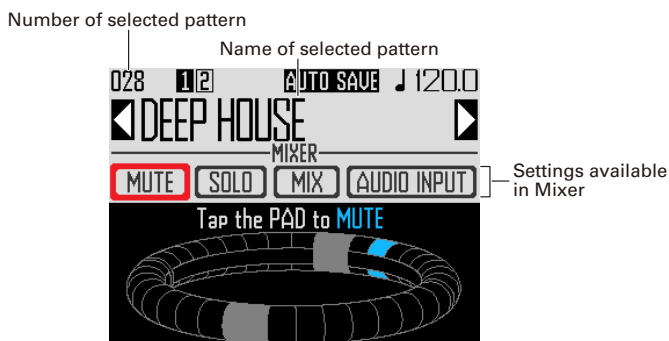 Number of selected pattern
Name of selected pattern
028 1 2 AUTO SAVE ♩120.0
DEEP HOUSE
MIXER
MUTE SOLO MIX AUDIO INPUT
Settings available
in Mixer
Tap the PAD to MUTE